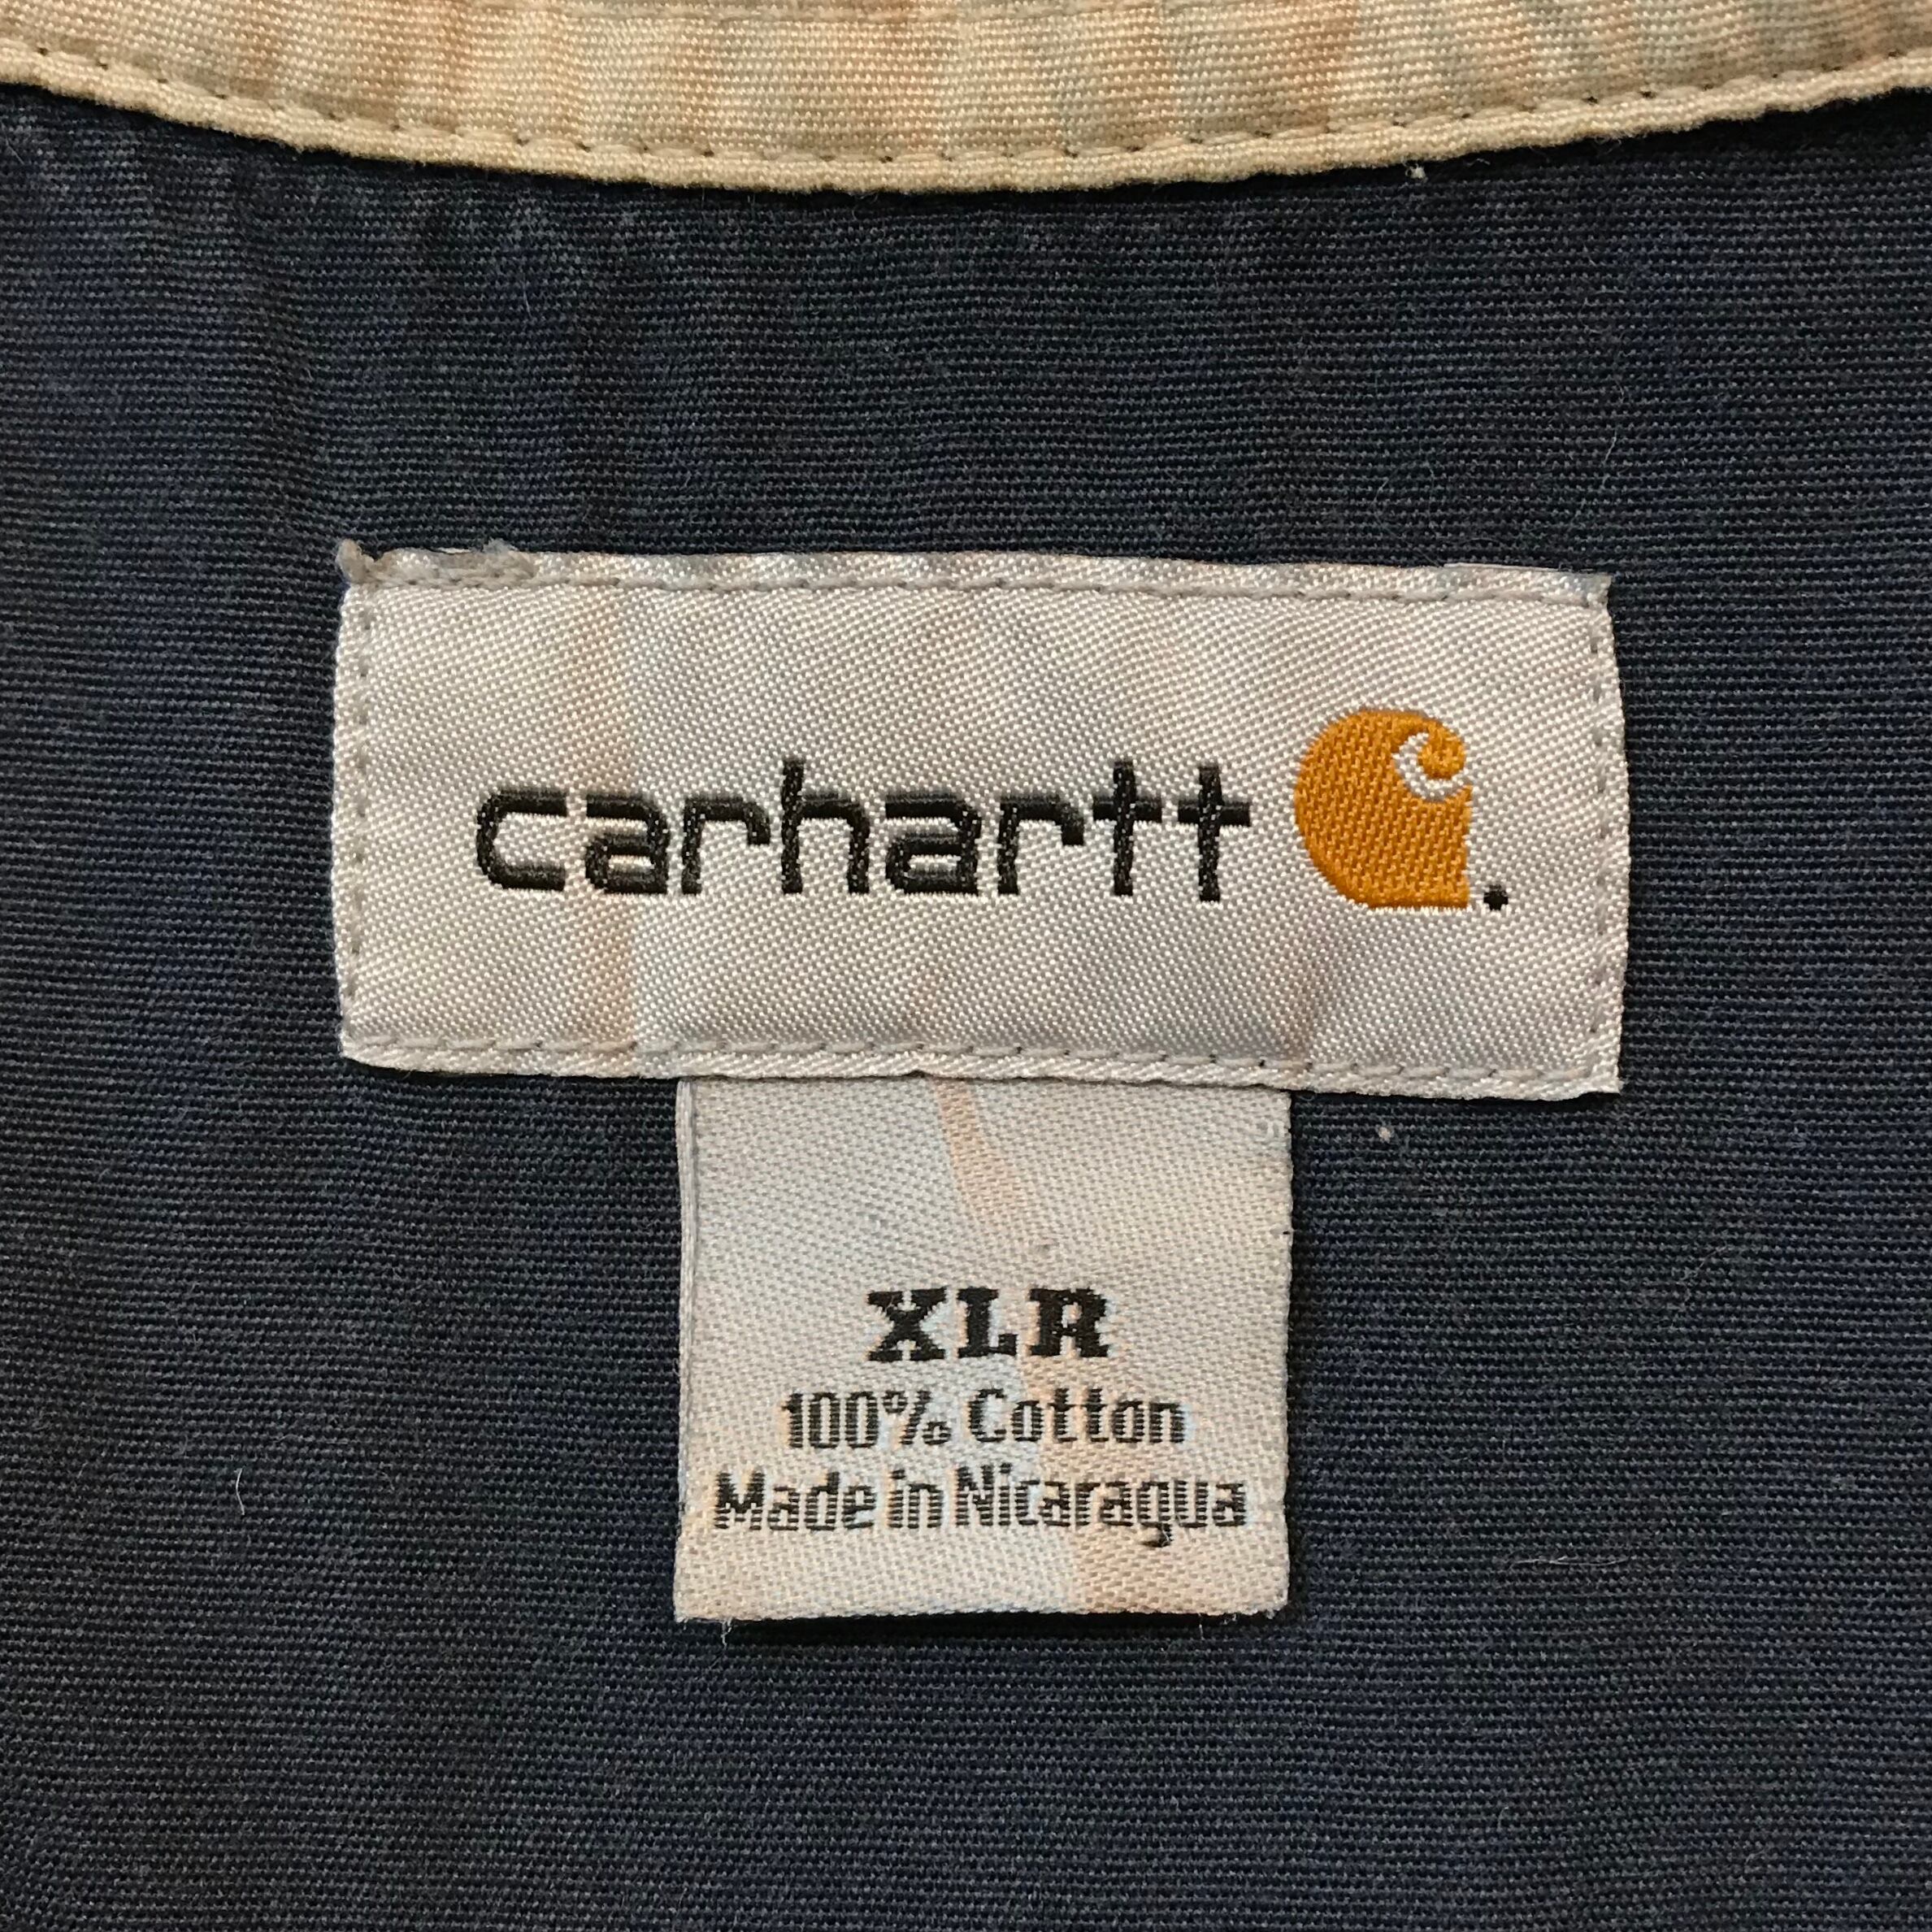 carhartt.
XLR
100% Cotton
Made in Nicaragua